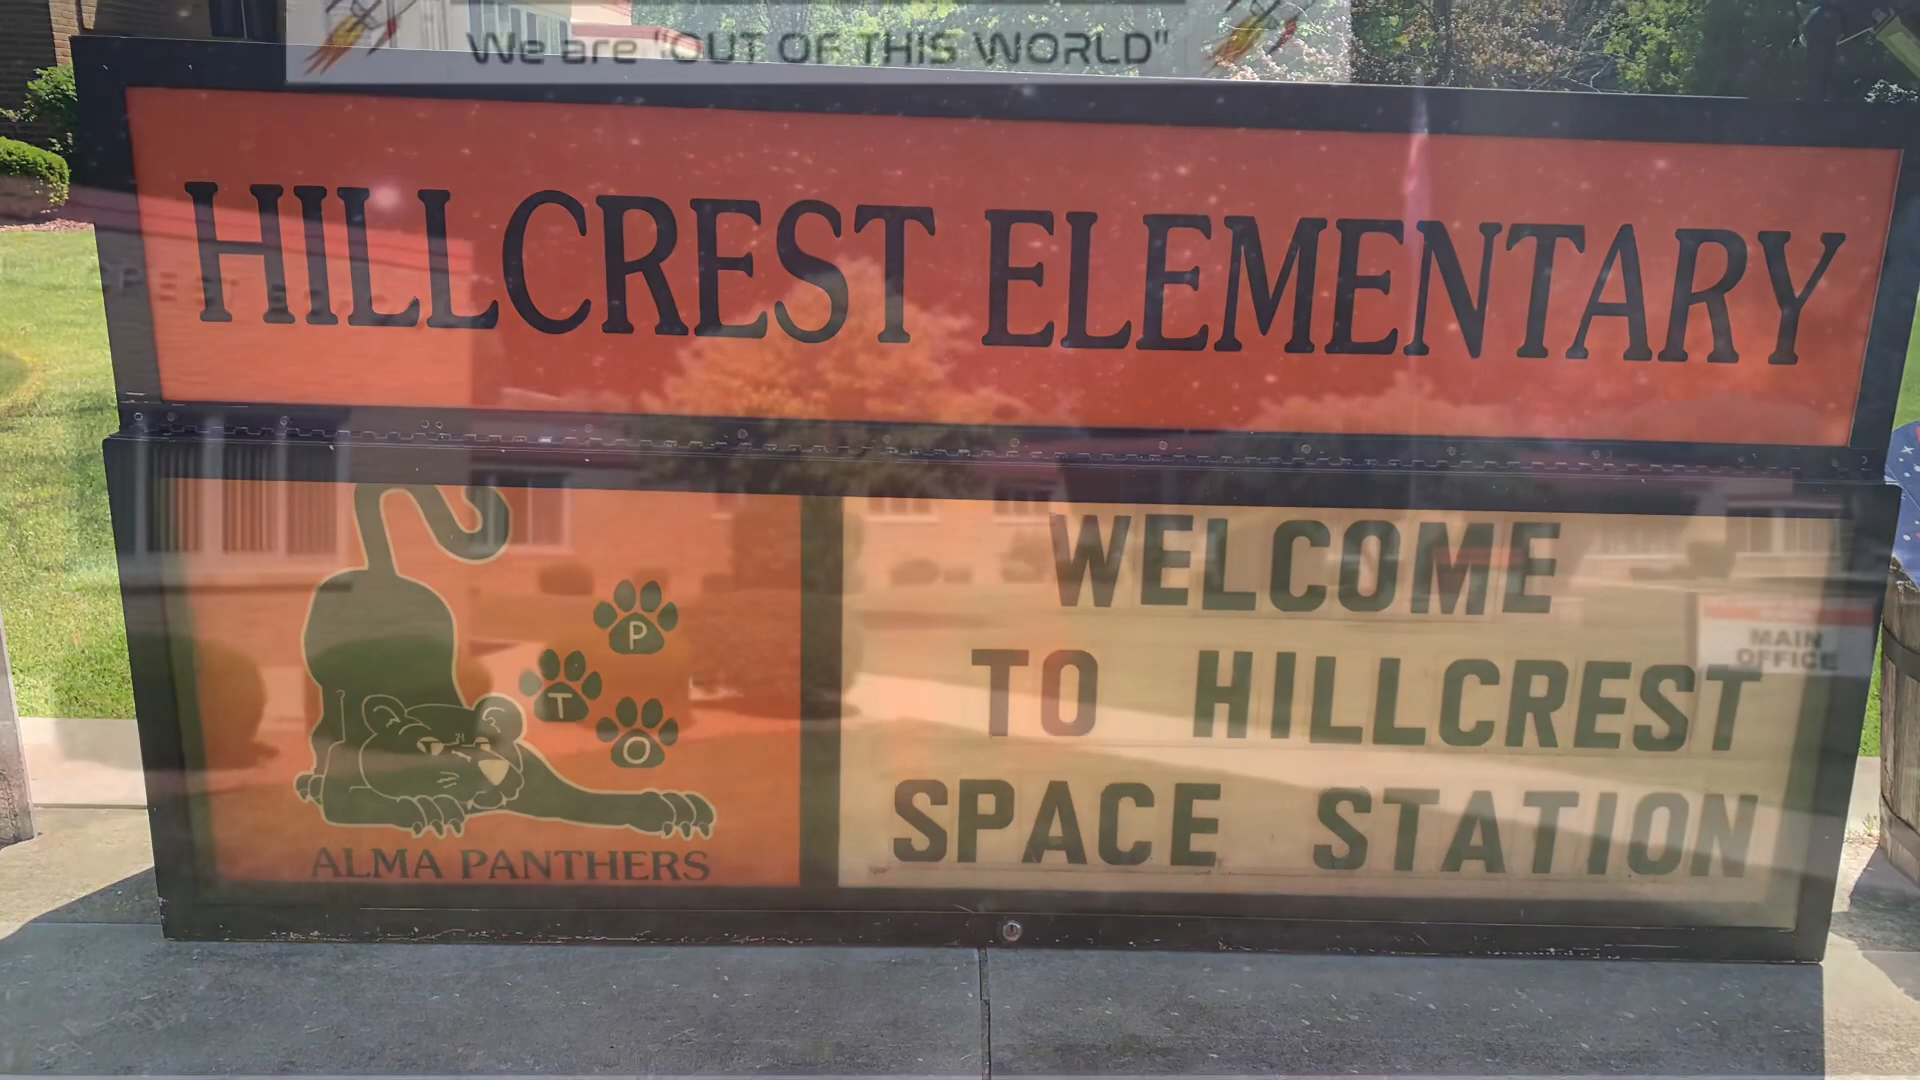 We are "OUT OF THIS WORLD"
HILLCREST ELEMENTARY
P
T
O
ALMA PANTHERS
WELCOME
TO HILLCREST
SPACE STATION
MAIN
OFFICE